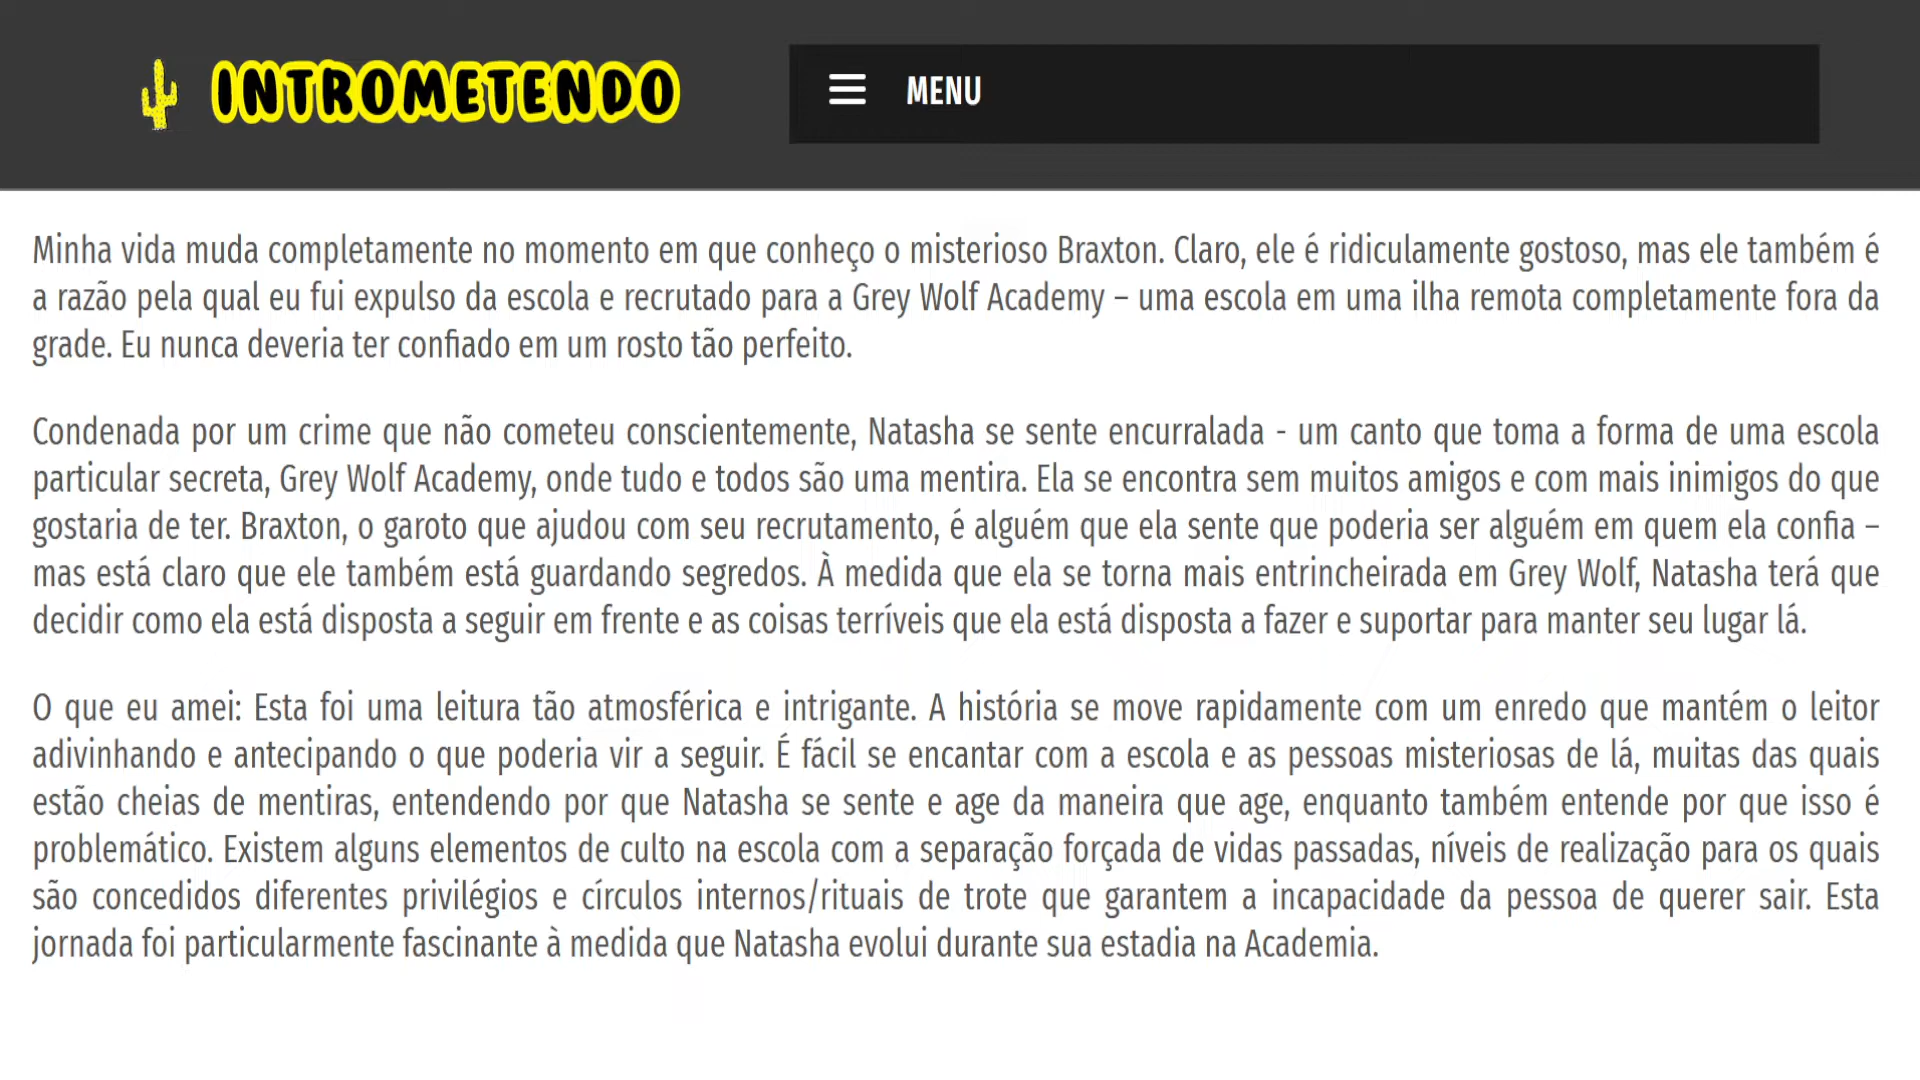 INTROMETENDO
MENU
Minha vida muda completamente no momento em que conheço o misterioso Braxton. Claro, ele é ridiculamente gostoso, mas ele também é
a razão pela qual eu fui expulso da escola e recrutado para a Grey Wolf Academy – uma escola em uma ilha remota completamente fora da
grade. Eu nunca deveria ter confiado em um rosto tão perfeito.
Condenada por um crime que não cometeu conscientemente, Natasha se sente encurralada - um canto que toma a forma de uma escola
particular secreta, Grey Wolf Academy, onde tudo e todos são uma mentira. Ela se encontra sem muitos amigos e com mais inimigos do que
gostaria de ter. Braxton, o garoto que ajudou com seu recrutamento, é alguém que ela sente que poderia ser alguém em quem ela confia –
mas está claro que ele também está guardando segredos. À medida que ela se torna mais entrincheirada em Grey Wolf, Natasha terá que
decidir como ela está disposta a seguir em frente e as coisas terríveis que ela está disposta a fazer e suportar para manter seu lugar lá.
O que eu amei: Esta foi uma leitura tão atmosférica e intrigante. A história se move rapidamente com um enredo que mantém o leitor
adivinhando e antecipando o que poderia vir a seguir. É fácil se encantar com a escola e as pessoas misteriosas de lá, muitas das quais
estão cheias de mentiras, entendendo por que Natasha se sente e age da maneira que age, enquanto também entende por que isso é
problemático. Existem alguns elementos de culto na escola com a separação forçada de vidas passadas, níveis de realização para os quais
são concedidos diferentes privilégios e círculos internos/rituais de trote que garantem a incapacidade da pessoa de querer sair. Esta
jornada foi particularmente fascinante à medida que Natasha evolui durante sua estadia na Academia.